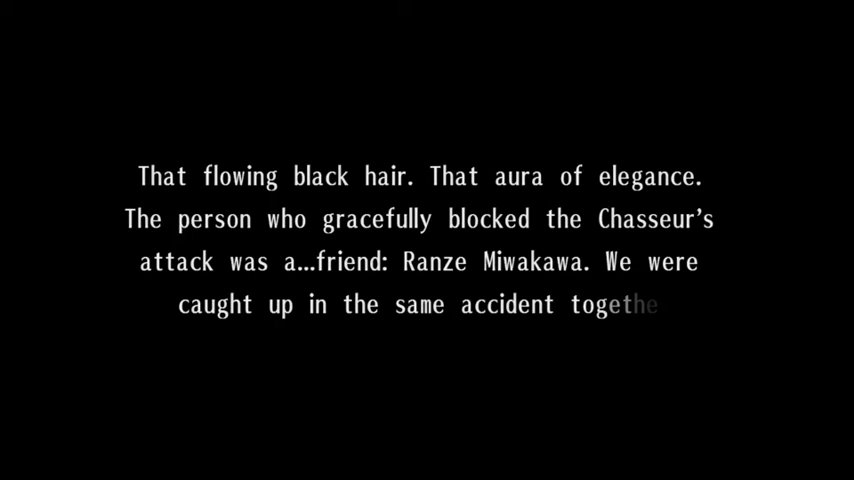 That flowing black hair. That aura of elegance.
The person who gracefully blocked the Chasseur’s
attack was a…friend: Ranze Miwakawa. We were
caught up in the same accident togethe